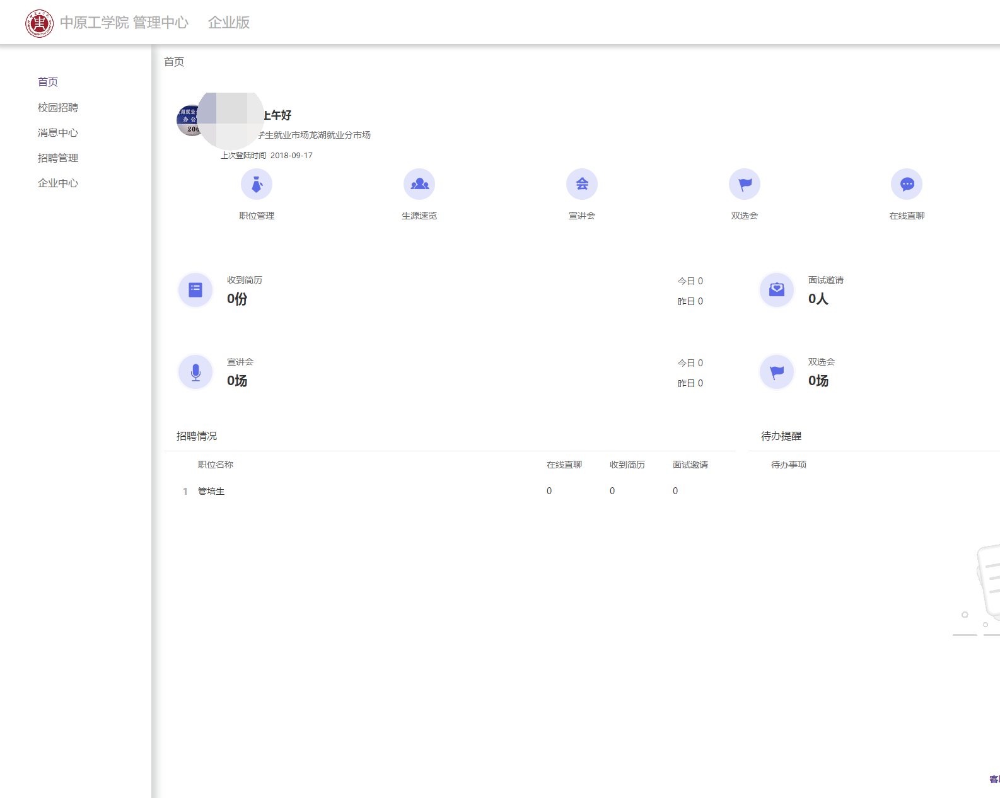 中原工学院 管理中心 企业版
首页
首页
校园招聘
消息中心
招聘管理
企业中心
上午好
学生就业市场龙湖就业分市场
上次登陆时间 2018-09-17
职位管理
生源速览
会
宣讲会
双选会
在线直聊
收到简历
0份
今日 0
昨日 0
面试邀请
0人
宣讲会
0场
今日 0
昨日 0
双选会
0场
招聘情况
职位名称 在线直聊 收到简历 面试邀请
1 管培生 0 0 0
待办提醒
待办事项